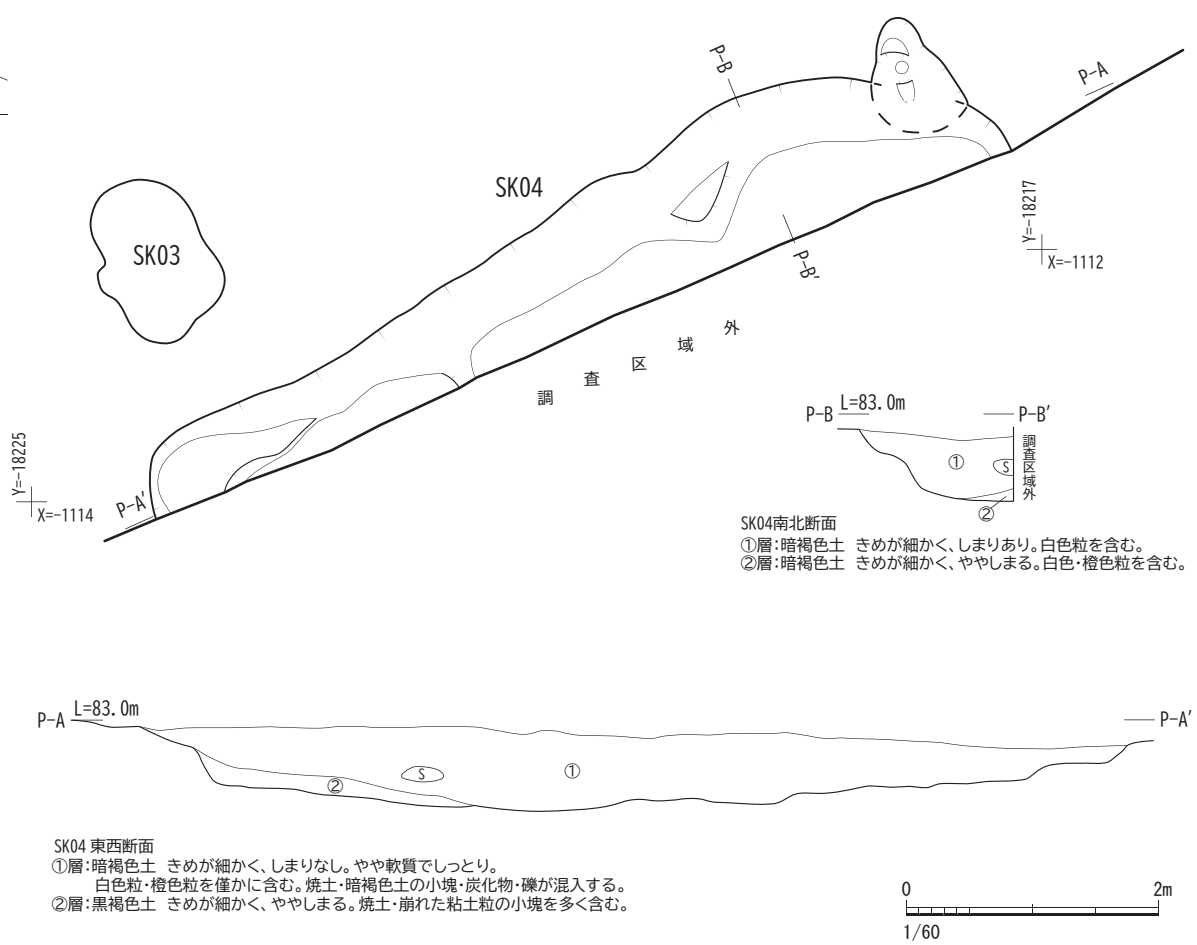 P-B
P-A
SK04
SK03
Y=-18217
X=-1112
P-B′
調査区域外
P-B L=83.0m P-B′
調査区域外
①
S
②
Y=-18225
X=-1114
P-A′
SK04南北断面
①層：暗褐色土 きめが細かく、しまりあり。白色粒を含む。
②層：暗褐色土 きめが細かく、ややしまる。白色・橙色粒を含む。
P-A L=83.0m P-A′
S
①
②
SK04 東西断面
①層：暗褐色土 きめが細かく、しまりなし。やや軟質でしっとり。
白色粒・橙色粒を僅かに含む。焼土・暗褐色土の小塊・炭化物・礫が混入する。
②層：黒褐色土 きめが細かく、ややしまる。焼土・崩れた粘土粒の小塊を多く含む。
0 2m
1/60